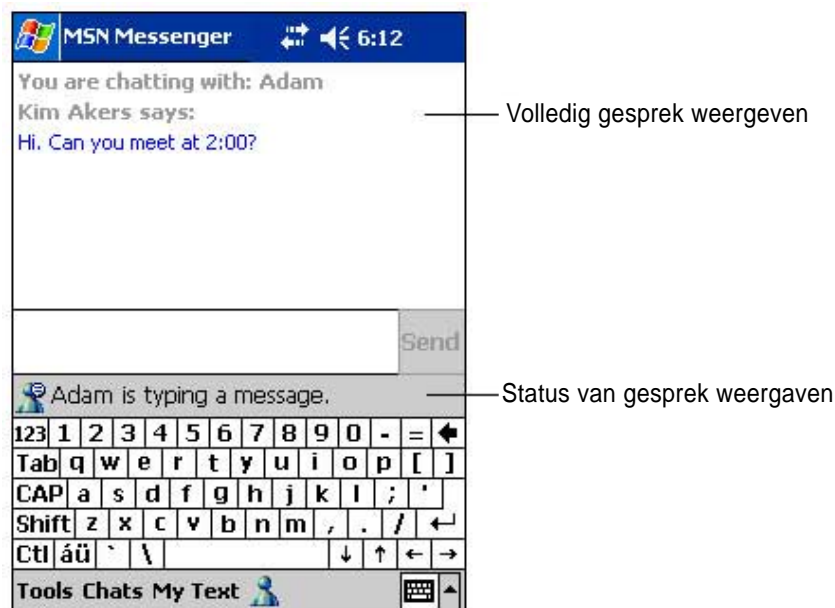 MSN Messenger 6:12
You are chatting with: Adam
Kim Akers says:
Hi. Can you meet at 2:00?
Volledig gesprek weergeven
Send
Adam is typing a message.
Status van gesprek weergaven
123 1 2 3 4 5 6 7 8 9 0 - =
Tab q w e r t y u i o p [ ]
CAP a s d f g h j k l ; '
Shift z x c v b n m , . /
Ctl áü ` \ ↓ ↑ ← →
Tools Chats My Text